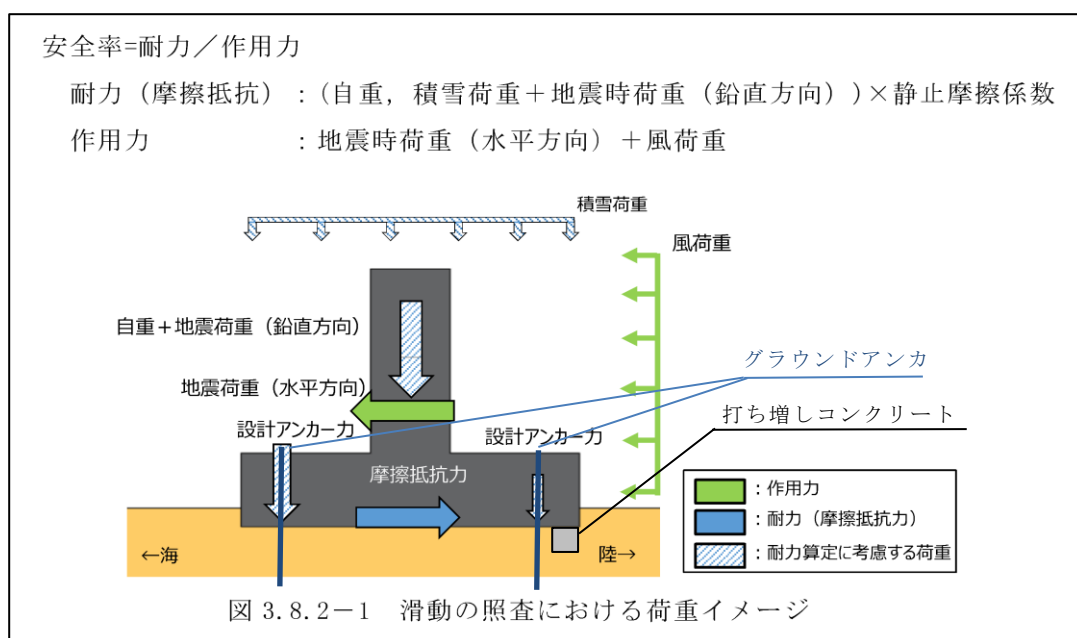 安全率=耐力／作用力
耐力（摩擦抵抗）：（自重，積雪荷重＋地震時荷重（鉛直方向））×静止摩擦係数
作用力：地震時荷重（水平方向）＋風荷重
積雪荷重
風荷重
自重＋地震荷重（鉛直方向）
グラウンドアンカ
地震荷重（水平方向）
打ち増しコンクリート
設計アンカー力
設計アンカー力
摩擦抵抗力
：作用力
：耐力（摩擦抵抗力）
：耐力算定に考慮する荷重
←海
陸→
図 3.8.2－1　滑動の照査における荷重イメージ